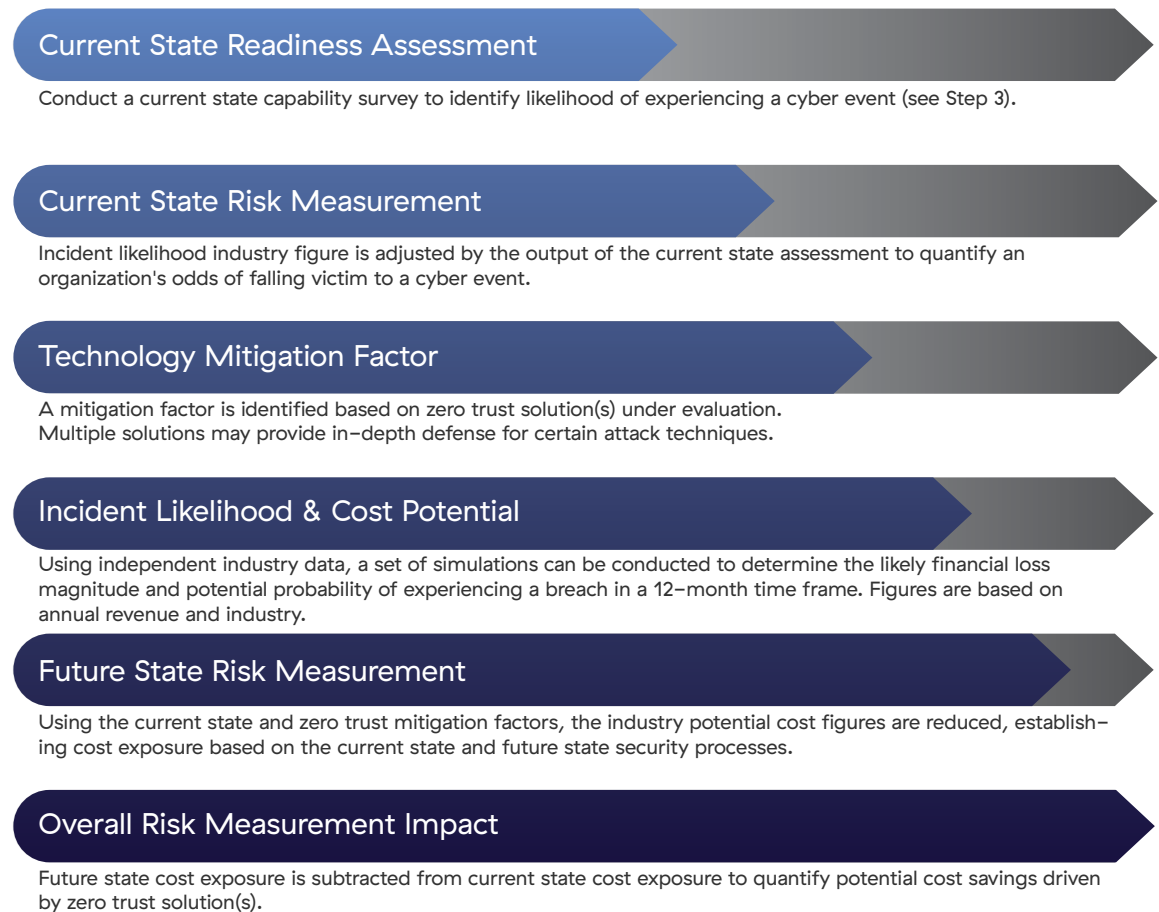 Current State Readiness Assessment
Conduct a current state capability survey to identify likelihood of experiencing a cyber event (see Step 3).
Current State Risk Measurement
Incident likelihood industry figure is adjusted by the output of the current state assessment to quantify an
organization's odds of falling victim to a cyber event.
Technology Mitigation Factor
A mitigation factor is identified based on zero trust solution(s) under evaluation.
Multiple solutions may provide in-depth defense for certain attack techniques.
Incident Likelihood & Cost Potential
Using independent industry data, a set of simulations can be conducted to determine the likely financial loss
magnitude and potential probability of experiencing a breach in a 12-month time frame. Figures are based on
annual revenue and industry.
Future State Risk Measurement
Using the current state and zero trust mitigation factors, the industry potential cost figures are reduced, establish-
ing cost exposure based on the current state and future state security processes.
Overall Risk Measurement Impact
Future state cost exposure is subtracted from current state cost exposure to quantify potential cost savings driven
by zero trust solution(s).